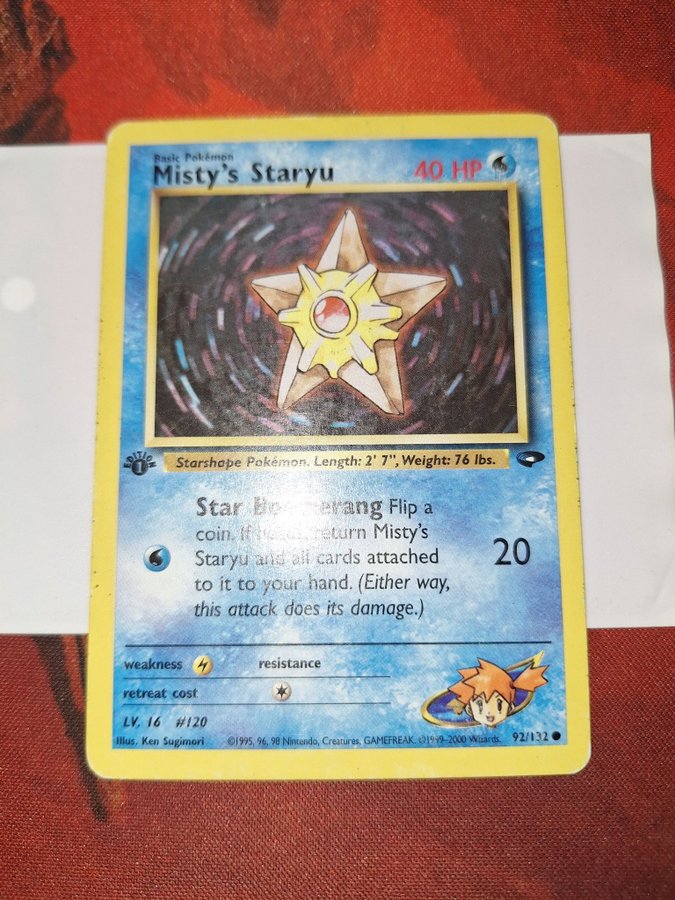 Basic Pokémon
Misty's Staryu 40 HP
EDITION
1
Starshape Pokémon. Length: 2' 7", Weight: 76 lbs.
Star Boomerang Flip a
coin. If heads, return Misty's
Staryu and all cards attached 20
to it to your hand. (Either way,
this attack does its damage.)
weakness resistance
retreat cost
LV. 16 #120
Illus. Ken Sugimori ©1995, 96, 98 Nintendo, Creatures, GAMEFREAK. ©1999-2000 Wizards. 92/132